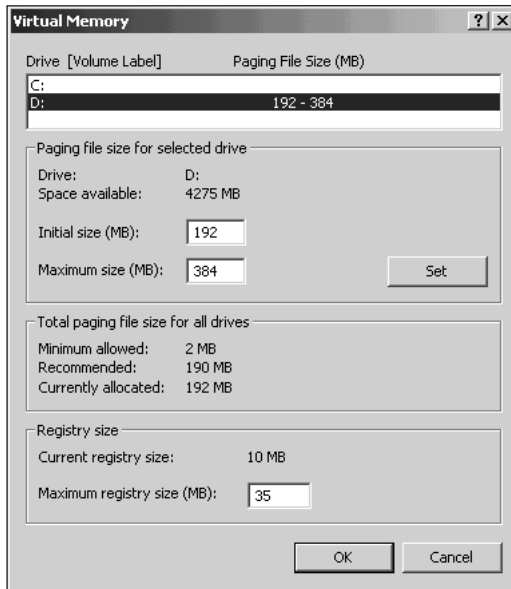 Virtual Memory
Drive [Volume Label] Paging File Size (MB)
C:
D: 192 - 384
Paging file size for selected drive
Drive: D:
Space available: 4275 MB
Initial size (MB): 192
Maximum size (MB): 384 Set
Total paging file size for all drives
Minimum allowed: 2 MB
Recommended: 190 MB
Currently allocated: 192 MB
Registry size
Current registry size: 10 MB
Maximum registry size (MB): 35
OK Cancel